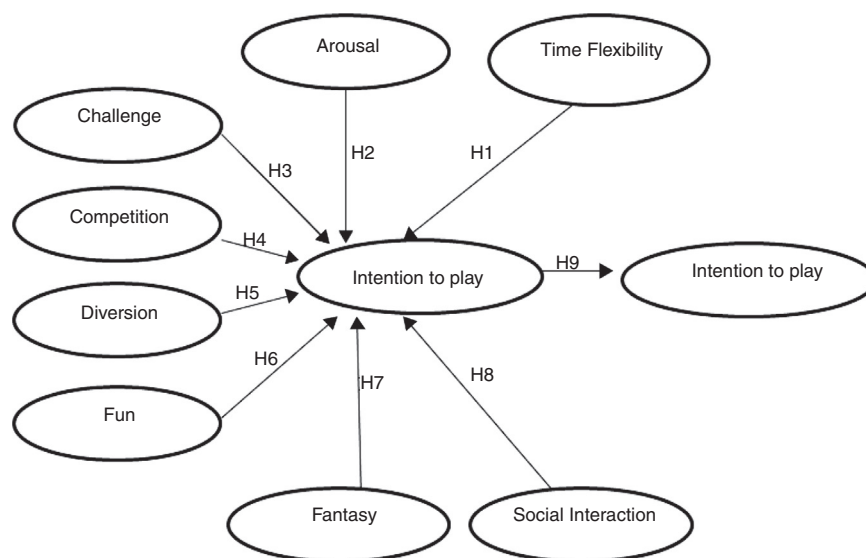 Arousal
Time Flexibility
Challenge
H2
H1
H3
Competition
H4
Intention to play
H9
Intention to play
H5
Diversion
H6
H7
H8
Fun
Fantasy
Social Interaction